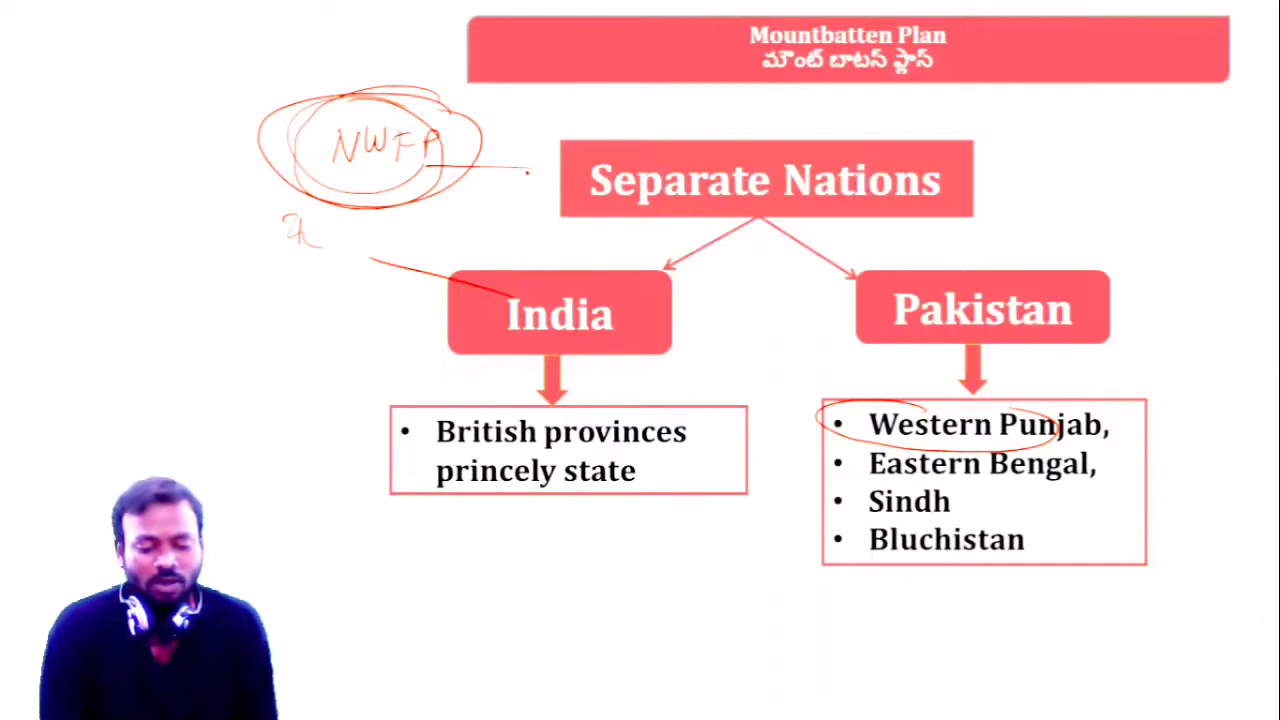 Mountbatten Plan
మౌంట్ బాటన్ ప్లాన్
NWFP
Separate Nations
India
Pakistan
• British provinces
princely state
• Western Punjab,
• Eastern Bengal,
• Sindh
• Bluchistan